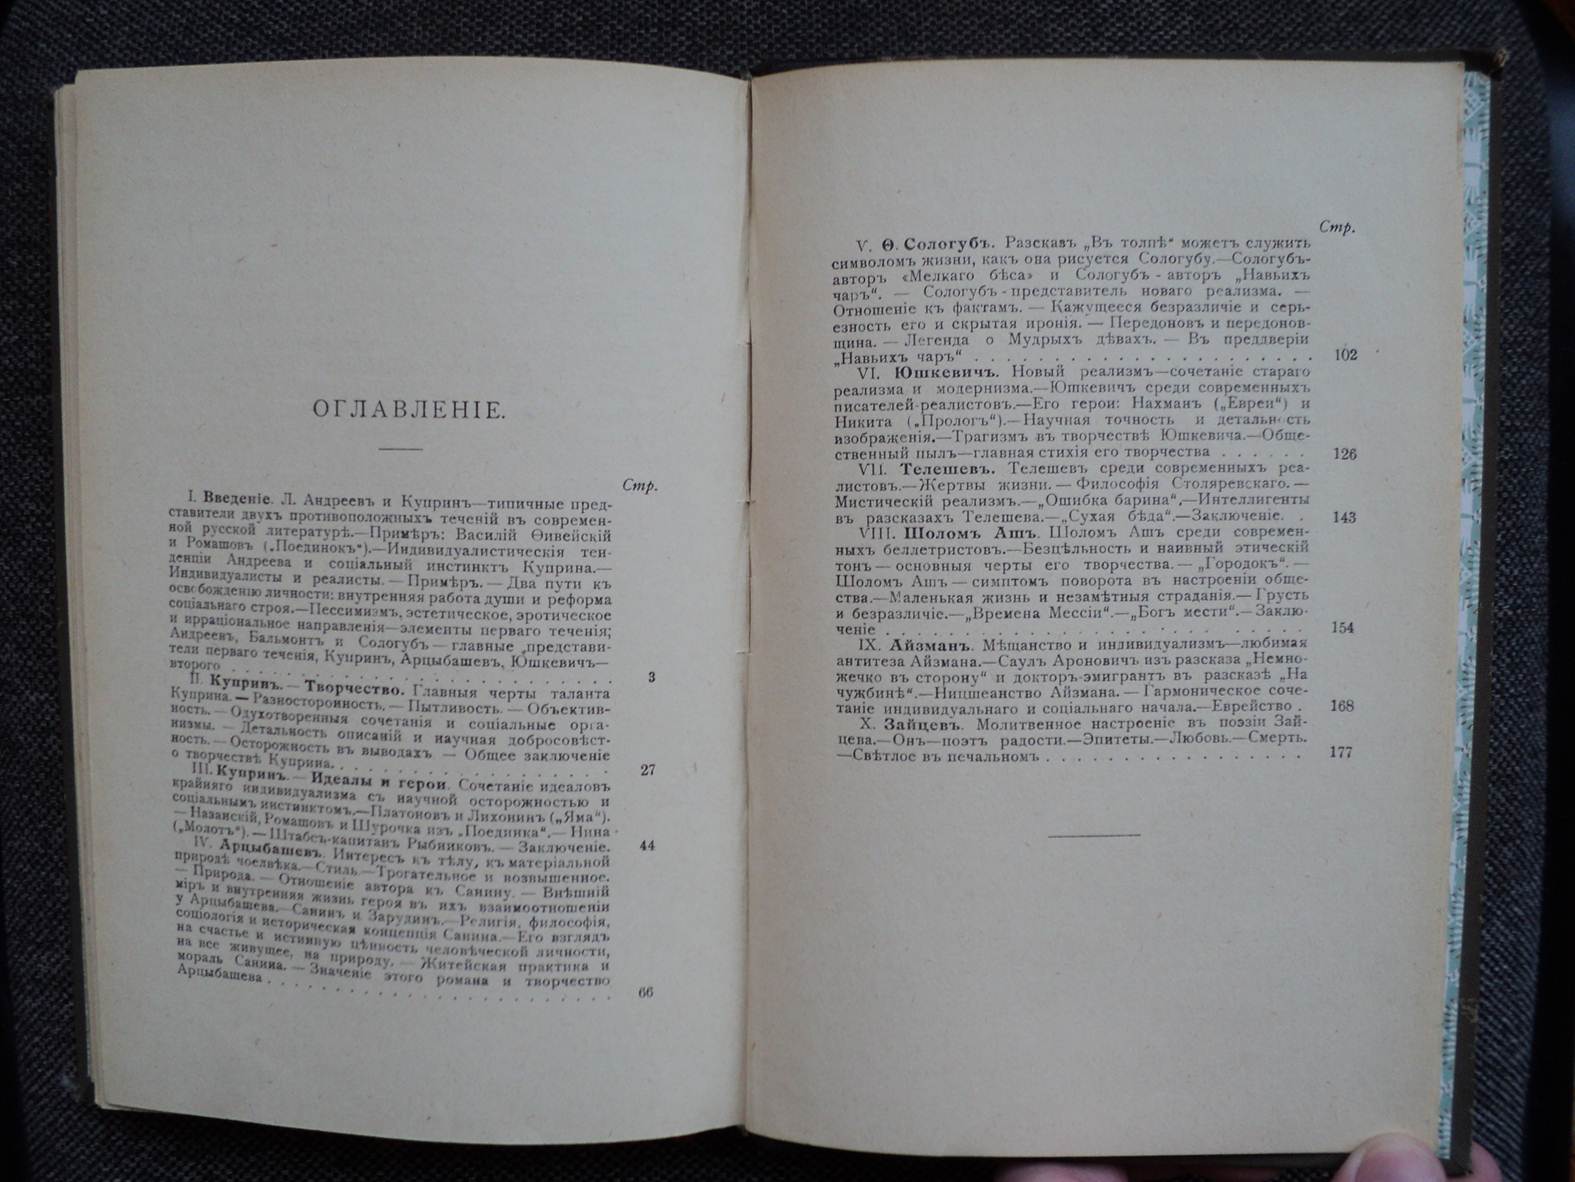 ОГЛАВЛЕНІЕ.
Стр.
I. Введеніе. Л. Андреевъ и Купринъ—типичные пред-
ставители двухъ противоположныхъ теченій въ современ-
ной русской литературѣ.—Примѣръ: Василій Ѳивейскій
и Ромашовъ („Поединокъ“).—Индивидуалистическія тен-
денціи Андреева и соціальный инстинктъ Куприна.—
Индивидуалисты и реалисты. — Примѣръ. — Два пути къ
освобожденію личности: внутренняя работа души и реформа
соціальнаго строя.—Пессимизмъ, эстетическое, эротическое
и ирраціональное направленія—элементы перваго теченія;
Андреевъ, Бальмонтъ и Сологубъ — главные представи-
тели перваго теченія, Купринъ, Арцыбашевъ, Юшкевичъ—
второго . . . . . . . . . . . . . . . . . . . . 3
II. Купринъ. — Творчество. Главныя черты таланта
Куприна. — Разносторонность. — Пытливость. — Объектив-
ность. — Одухотворенныя сочетанія и соціальные орга-
низмы. — Детальность описаній и научная добросовѣст-
ность. — Осторожность въ выводахъ — Общее заключеніе
о творчествѣ Куприна. . . . . . . . . . . . . . . . 27
III. Купринъ. — Идеалы и герои. Сочетаніе идеаловъ
крайняго индивидуализма съ научной осторожностью и
соціальнымъ инстинктомъ.—Платоновъ и Лихонинъ („Яма“).
— Назанскій, Ромашовъ и Шурочка изъ „Поединка“.— Нина
(„Молотъ“). — Штабсъ-капитанъ Рыбниковъ. — Заключеніе. 44
IV. Арцыбашевъ. Интересъ къ тѣлу, къ матеріальной
природѣ чоелвѣка.—Стиль.—Трогательное и возвышенное.
— Природа. — Отношеніе автора къ Санину. — Внѣшній
міръ и внутренняя жизнь героя въ ихъ взаимоотношеніи
у Арцыбашева.—Санинъ и Зарудинъ.—Религія, философія,
соціологія и историческая концепція Санина.—Его взглядъ
на счастье и истинную цѣнность человѣческой личности,
на все живущее, на природу. — Житейская практика и
мораль Санина. — Значеніе этого романа и творчество
Арцыбашева . . . . . . . . . . . . . . . . . . 66
Стр.
V. Ѳ. Сологубъ. Разсказъ „Въ толпѣ“ можетъ служить
символомъ жизни, какъ она рисуется Сологубу.—Сологубъ-
авторъ «Мелкаго бѣса» и Сологубъ - авторъ „Навьихъ
чаръ“. — Сологубъ - представитель новаго реализма. —
Отношеніе къ фактамъ. — Кажущееся безразличіе и серь-
езность его и скрытая иронія. — Передоновъ и передонов-
щина. — Легенда о Мудрыхъ дѣвахъ. — Въ преддверіи
„Навьихъ чаръ“ . . . . . . . . . . . . . . . . . . . . 102
VI. Юшкевичъ. Новый реализмъ—сочетаніе стараго
реализма и модернизма.—Юшкевичъ среди современныхъ
писателей-реалистовъ.—Его герои: Нахманъ („Евреи“) и
Никита („Прологъ“).—Научная точность и детальность
изображенія.—Трагизмъ въ творчествѣ Юшкевича.—Обще-
ственный пылъ—главная стихія его творчества . . . . . . 126
VII. Телешевъ. Телешевъ среди современныхъ реа-
листовъ.—Жертвы жизни. — Философія Столяревскаго. —
Мистическій реализмъ.—„Ошибка барина“.—Интеллигенты
въ разсказахъ Телешева.—„Сухая бѣда“.—Заключеніе. . 143
VIII. Шоломъ Ашъ. Шоломъ Ашъ среди современ-
ныхъ беллетристовъ.—Безцѣльность и наивный этическій
тонъ — основныя черты его творчества. — „Городокъ“. —
Шоломъ Ашъ — симптомъ поворота въ настроеніи обще-
ства.—Маленькая жизнь и незамѣтныя страданія.— Грусть
и безразличіе.—„Времена Мессіи“.—„Богъ мести“.— Заклю-
ченіе . . . . . . . . . . . . . . . . . . . . . . 154
IX. Айзманъ. Мѣщанство и индивидуализмъ—любимая
антитеза Айзмана.—Саулъ Ароновичъ изъ разсказа „Немно-
жечко въ сторону“ и докторъ-эмигрантъ въ разсказѣ „На
чужбинѣ“.—Ницшеанство Айзмана. — Гармоническое соче-
таніе индивидуальнаго и соціальнаго начала.—Еврейство . 168
X. Зайцевъ. Молитвенное настроеніе въ поэзіи Зай-
цева.—Онъ—поэтъ радости.—Эпитеты.—Любовь.—Смерть.
—Свѣтлое въ печальномъ . . . . . . . . . . . . . . . . 177